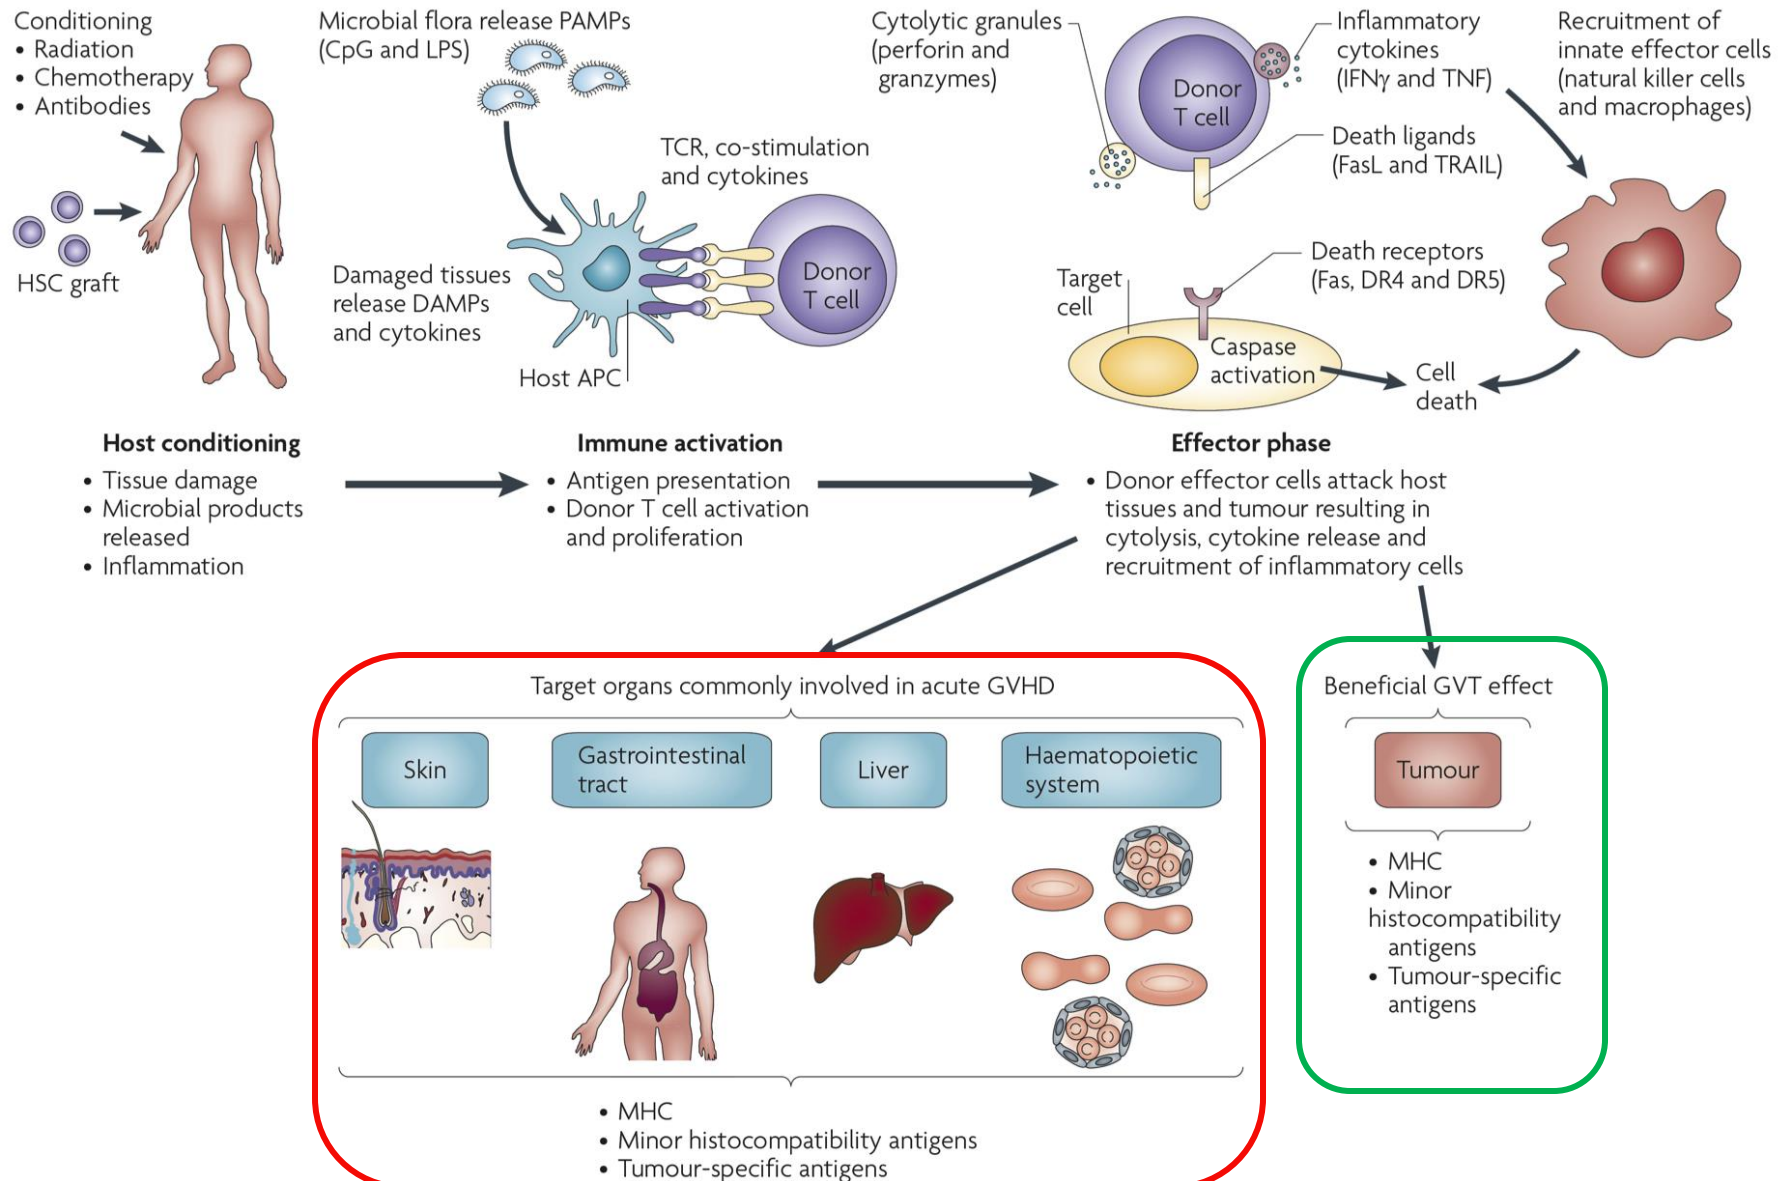 Conditioning
• Radiation
• Chemotherapy
• Antibodies
HSC graft
Microbial flora release PAMPs
(CpG and LPS)
TCR, co-stimulation
and cytokines
Damaged tissues
release DAMPs
and cytokines
Donor
T cell
Host APC
Cytolytic granules
(perforin and
granzymes)
Donor
T cell
Inflammatory
cytokines
(IFNγ and TNF)
Death ligands
(FasL and TRAIL)
Recruitment of
innate effector cells
(natural killer cells
and macrophages)
Death receptors
(Fas, DR4 and DR5)
Target
cell
Caspase
activation
Cell
death
Host conditioning
• Tissue damage
• Microbial products
released
• Inflammation
Immune activation
• Antigen presentation
• Donor T cell activation
and proliferation
Effector phase
• Donor effector cells attack host
tissues and tumour resulting in
cytolysis, cytokine release and
recruitment of inflammatory cells
Target organs commonly involved in acute GVHD
Skin
Gastrointestinal
tract
Liver
Haematopoietic
system
• MHC
• Minor histocompatibility antigens
• Tumour-specific antigens
Beneficial GVT effect
Tumour
• MHC
• Minor
histocompatibility
antigens
• Tumour-specific
antigens